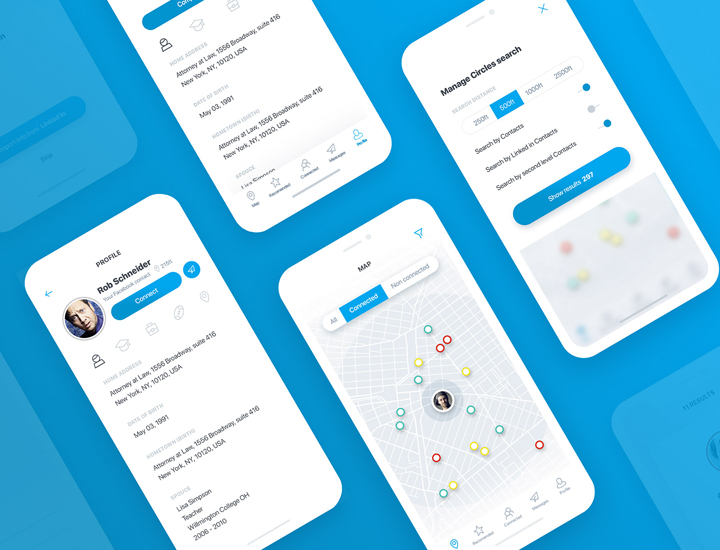 Skip
HOME ADDRESS
Attorney at Law, 1556 Broadway, suite 416
New York, NY, 10120, USA
DATE OF BIRTH
May 03, 1991
HOMETOWN (BIRTH)
Attorney at Law, 1556 Broadway, suite 416
New York, NY, 10120, USA
SPOUCE
Lisa Simpson
Map
Recomended
Connected
Messages
Profile
Manage Circles search
SEARCH DISTANCE
250ft
500ft
1000ft
2500ft
Search by Contacts
Search by Linked in Contacts
Search by second level Contacts
Show results 297
PROFILE
Rob Schneider
Your Facebook contact
215ft
Connect
HOME ADDRESS
Attorney at Law, 1556 Broadway, suite 416
New York, NY, 10120, USA
DATE OF BIRTH
May 03, 1991
HOMETOWN (BIRTH)
Attorney at Law, 1556 Broadway, suite 416
New York, NY, 10120, USA
SPOUCE
Lisa Simpson
Teacher
Willmington College OH
2006 - 2010
MAP
All
Connected
Non connected
Recomended
Connected
Messages
Profile
11 RESULTS